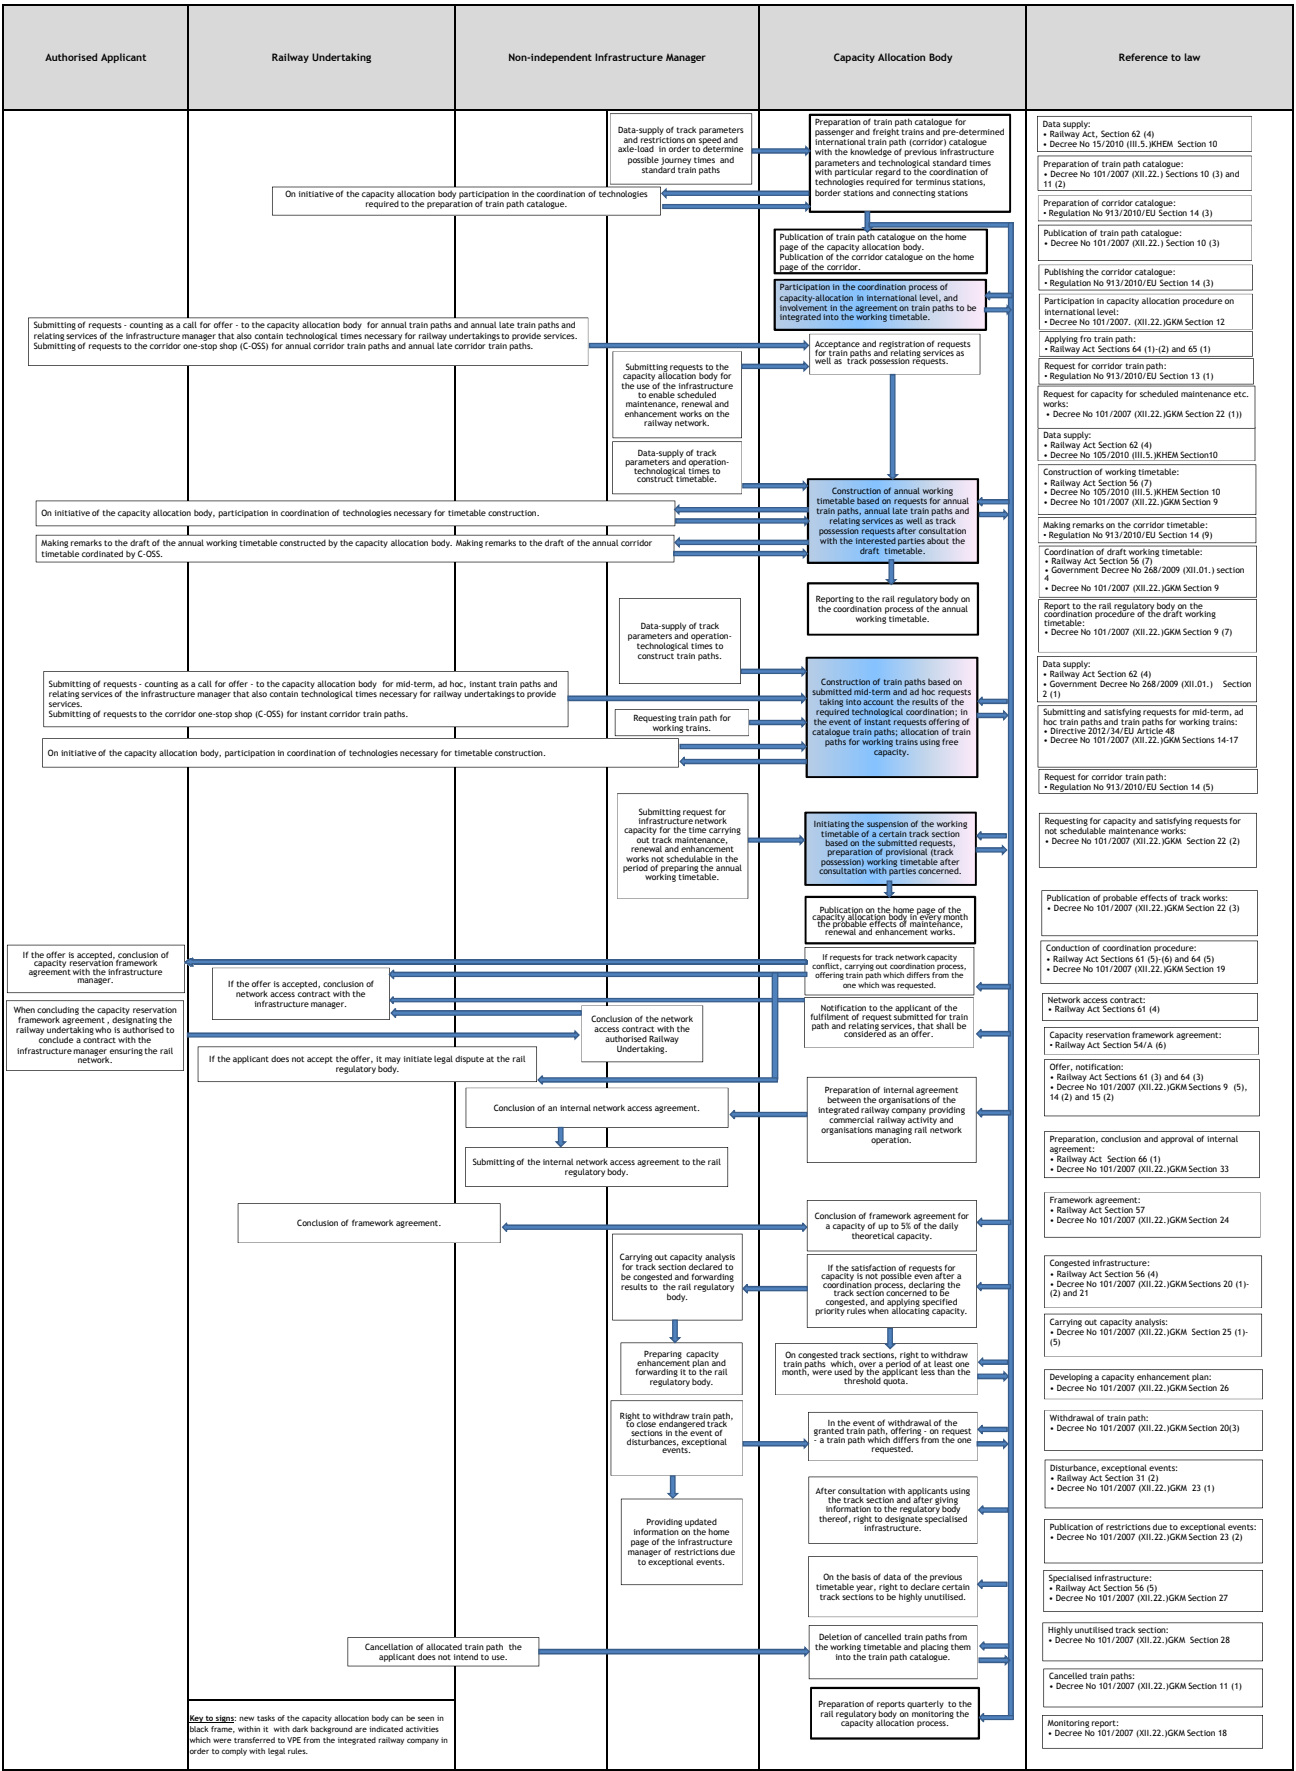 Authorised Applicant
Railway Undertaking
Non-independent Infrastructure Manager
Capacity Allocation Body
Reference to law
Data-supply of track parameters
and restrictions on speed and
axle-load in order to determine
possible journey times and
standard train paths
Preparation of train path catalogue for
passenger and freight trains and pre-determined
international train path (corridor) catalogue
with the knowledge of previous infrastructure
parameters and technological standard times
with particular regard to the coordination of
technologies required for terminus stations,
border stations and connecting stations
Data supply:
• Railway Act, Section 62 (4)
• Decree No 15/2010 (III.5.)KHEM Section 10
Preparation of train path catalogue:
• Decree No 101/2007 (XII.22.) Sections 10 (3) and
11 (2)
On initiative of the capacity allocation body participation in the coordination of technologies
required to the preparation of train path catalogue.
Preparation of corridor catalogue:
• Regulation No 913/2010/EU Section 14 (3)
Publication of train path catalogue on the home
page of the capacity allocation body.
Publication of the corridor catalogue on the home
page of the corridor.
Publication of train path catalogue:
• Decree No 101/2007 (XII.22.) Section 10 (3)
Publishing the corridor catalogue:
• Regulation No 913/2010/EU Section 14 (3)
Participation in the coordination process of
capacity-allocation in international level, and
involvement in the agreement on train paths to be
integrated into the working timetable.
Participation in capacity allocation procedure on
international level:
• Decree No 101/2007. (XII.22.)GKM Section 12
Submitting of requests - counting as a call for offer - to the capacity allocation body for annual train paths and annual late train paths and
relating services of the infrastructure manager that also contain technological times necessary for railway undertakings to provide services.
Submitting of requests to the corridor one-stop shop (C-OSS) for annual corridor train paths and annual late corridor train paths.
Acceptance and registration of requests
for train paths and relating services as
well as track possession requests.
Applying fro train path:
• Railway Act Sections 64 (1)-(2) and 65 (1)
Submitting requests to the
capacity allocation body for
the use of the infrastructure
to enable scheduled
maintenance, renewal and
enhancement works on the
railway network.
Request for corridor train path:
• Regulation No 913/2010/EU Section 13 (1)
Request for capacity for scheduled maintenance etc.
works:
• Decree No 101/2007 (XII.22.)GKM Section 22 (1))
Data-supply of track
parameters and operation-
technological times to
construct timetable.
Data supply:
• Railway Act Section 62 (4)
• Decree No 105/2010 (III.5.)KHEM Section10
Construction of annual working
timetable based on requests for annual
train paths, annual late train paths and
relating services as well as track
possession requests after consultation
with the interested parties about the
draft timetable.
Construction of working timetable:
• Railway Act Section 56 (7)
• Decree No 105/2010 (III.5.)KHEM Section 10
• Decree No 101/2007 (XII.22.)GKM Section 9
On initiative of the capacity allocation body, participation in coordination of technologies necessary for timetable construction.
Making remarks on the corridor timetable:
• Regulation No 913/2010/EU Section 14 (9)
Making remarks to the draft of the annual working timetable constructed by the capacity allocation body. Making remarks to the draft of the annual corridor
timetable cordinated by C-OSS.
Coordination of draft working timetable:
• Railway Act Section 56 (7)
• Government Decree No 268/2009 (XII.01.) section
4
• Decree No 101/2007 (XII.22.)GKM Section 9
Reporting to the rail regulatory body on
the coordination process of the annual
working timetable.
Report to the rail regulatory body on the
coordination procedure of the draft working
timetable:
• Decree No 101/2007 (XII.22.)GKM Section 9 (7)
Data-supply of track
parameters and operation-
technological times to
construct train paths.
Data supply:
• Railway Act Section 62 (4)
• Government Decree No 268/2009 (XII.01.) Section
2 (1)
Submitting of requests - counting as a call for offer - to the capacity allocation body for mid-term, ad hoc, instant train paths and
relating services of the infrastructure manager that also contain technological times necessary for railway undertakings to provide
services.
Submitting of requests to the corridor one-stop shop (C-OSS) for instant corridor train paths.
Construction of train paths based on
submitted mid-term and ad hoc requests
taking into account the results of the
required technological coordination; in
the event of instant requests offering of
catalogue train paths; allocation of train
paths for working trains using free
capacity.
Requesting train path for
working trains.
Submitting and satisfying requests for mid-term, ad
hoc train paths and train paths for working trains:
• Directive 2012/34/EU Article 48
• Decree No 101/2007 (XII.22.)GKM Sections 14-17
On initiative of the capacity allocation body, participation in coordination of technologies necessary for timetable construction.
Request for corridor train path:
• Regulation No 913/2010/EU Section 14 (5)
Submitting request for
infrastructure network
capacity for the time carrying
out track maintenance,
renewal and enhancement
works not schedulable in the
period of preparing the annual
working timetable.
Initiating the suspension of the working
timetable of a certain track section
based on the submitted requests,
preparation of provisional (track
possession) working timetable after
consultation with parties concerned.
Requesting for capacity and satisfying requests for
not schedulable maintenance works:
• Decree No 101/2007 (XII.22.)GKM Section 22 (2)
Publication on the home page of the
capacity allocation body in every month
the probable effects of maintenance,
renewal and enhancement works.
Publication of probable effects of track works:
• Decree No 101/2007 (XII.22.)GKM Section 22 (3)
If the offer is accepted, conclusion of
capacity reservation framework
agreement with the infrastructure
manager.
If the offer is accepted, conclusion of
network access contract with the
infrastructure manager.
If requests for track network capacity
conflict, carrying out coordination process,
offering train path which differs from the
one which was requested.
Conduction of coordination procedure:
• Railway Act Sections 61 (5)-(6) and 64 (5)
• Decree No 101/2007 (XII.22.)GKM Section 19
When concluding the capacity reservation
framework agreement , designating the
railway undertaking who is authorised to
conclude a contract with the
infrastructure manager ensuring the rail
network.
Conclusion of the network
access contract with the
authorised Railway
Undertaking.
Notification to the applicant of the
fulfilment of request submitted for train
path and relating services, that shall be
considered as an offer.
Network access contract:
• Railway Act Sections 61 (4)
Capacity reservation framework agreement:
• Railway Act Section 54/A (6)
If the applicant does not accept the offer, it may initiate legal dispute at the rail
regulatory body.
Offer, notification:
• Railway Act Sections 61 (3) and 64 (3)
• Decree No 101/2007 (XII.22.)GKM Sections 9 (5),
14 (2) and 15 (2)
Conclusion of an internal network access agreement.
Preparation of internal agreement
between the organisations of the
integrated railway company providing
commercial railway activity and
organisations managing rail network
operation.
Submitting of the internal network access agreement to the rail
regulatory body.
Preparation, conclusion and approval of internal
agreement:
• Railway Act Section 66 (1)
• Decree No 101/2007 (XII.22.)GKM Section 33
Conclusion of framework agreement.
Conclusion of framework agreement for
a capacity of up to 5% of the daily
theoretical capacity.
Framework agreement:
• Railway Act Section 57
• Decree No 101/2007 (XII.22.)GKM Section 24
Carrying out capacity analysis
for track section declared to
be congested and forwarding
results to the rail regulatory
body.
If the satisfaction of requests for
capacity is not possible even after a
coordination process, declaring the
track section concerned to be
congested, and applying specified
priority rules when allocating capacity.
Congested infrastructure:
• Railway Act Section 56 (4)
• Decree No 101/2007 (XII.22.)GKM Sections 20 (1)-
(2) and 21
Carrying out capacity analysis:
• Decree No 101/2007 (XII.22.)GKM Section 25 (1)-
(5)
Preparing capacity
enhancement plan and
forwarding it to the rail
regulatory body.
On congested track sections, right to withdraw
train paths which, over a period of at least one
month, were used by the applicant less than the
threshold quota.
Developing a capacity enhancement plan:
• Decree No 101/2007 (XII.22.)GKM Section 26
Right to withdraw train path,
to close endangered track
sections in the event of
disturbances, exceptional
events.
In the event of withdrawal of the
granted train path, offering - on request
- a train path which differs from the one
requested.
Withdrawal of train path:
• Decree No 101/2007 (XII.22.)GKM Section 20(3)
Disturbance, exceptional events:
• Railway Act Section 31 (2)
• Decree No 101/2007 (XII.22.)GKM 23 (1)
Providing updated
information on the home
page of the infrastructure
manager of restrictions due
to exceptional events.
After consultation with applicants using
the track section and after giving
information to the regulatory body
thereof, right to designate specialised
infrastructure.
Publication of restrictions due to exceptional events:
• Decree No 101/2007 (XII.22.)GKM Section 23 (2)
On the basis of data of the previous
timetable year, right to declare certain
track sections to be highly unutilised.
Specialised infrastructure:
• Railway Act Section 56 (5)
• Decree No 101/2007 (XII.22.)GKM Section 27
Cancellation of allocated train path the
applicant does not intend to use.
Deletion of cancelled train paths from
the working timetable and placing them
into the train path catalogue.
Highly unutilised track section:
• Decree No 101/2007 (XII.22.)GKM Section 28
Cancelled train paths:
• Decree No 101/2007 (XII.22.)GKM Section 11 (1)
Preparation of reports quarterly to the
rail regulatory body on monitoring the
capacity allocation process.
Monitoring report:
• Decree No 101/2007 (XII.22.)GKM Section 18
Key to signs: new tasks of the capacity allocation body can be seen in
black frame, within it with dark background are indicated activities
which were transferred to VPE from the integrated railway company in
order to comply with legal rules.